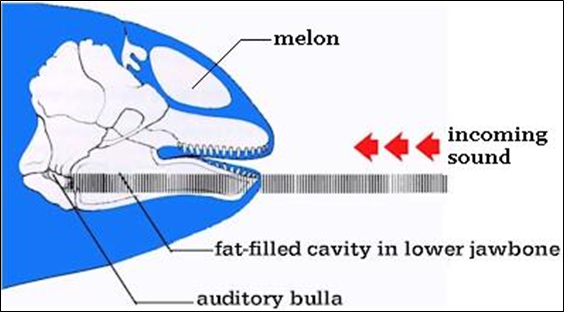 melon
incoming
sound
fat-filled cavity in lower jawbone
auditory bulla